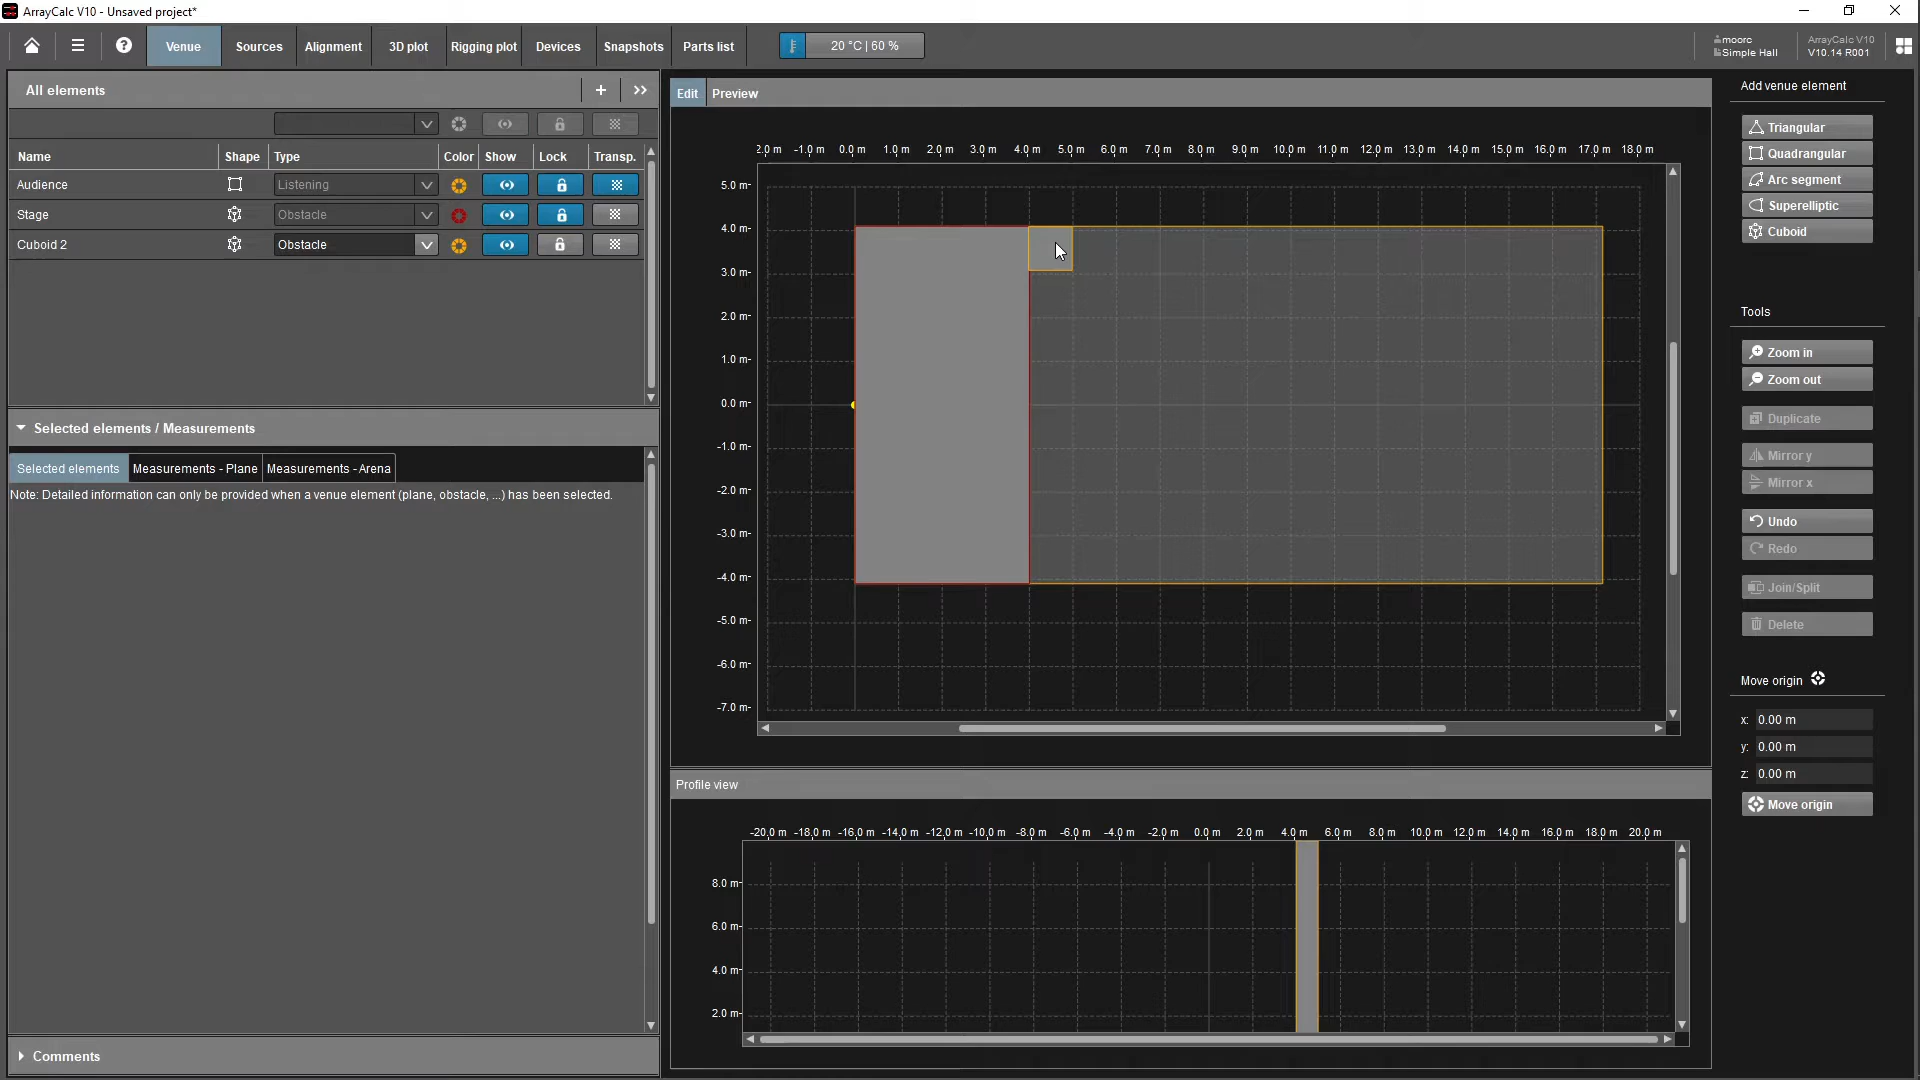 ArrayCalc V10 - Unsaved project*
Venue
Sources
Alignment
3D plot
Rigging plot
Devices
Snapshots
Parts list
20 °C | 60 %
moorc
Simple Hall
ArrayCalc V10
V10.14 R001
All elements
Name Shape Type Color Show Lock Transp.
Audience Listening
Stage Obstacle
Cuboid 2 Obstacle
Selected elements / Measurements
Selected elements
Measurements - Plane
Measurements - Arena
Note: Detailed information can only be provided when a venue element (plane, obstacle, ...) has been selected.
Comments
Edit
Preview
2.0 m -1.0 m 0.0 m 1.0 m 2.0 m 3.0 m 4.0 m 5.0 m 6.0 m 7.0 m 8.0 m 9.0 m 10.0 m 11.0 m 12.0 m 13.0 m 14.0 m 15.0 m 16.0 m 17.0 m 18.0 m
5.0 m
4.0 m
3.0 m
2.0 m
1.0 m
0.0 m
-1.0 m
-2.0 m
-3.0 m
-4.0 m
-5.0 m
-6.0 m
-7.0 m
Profile view
-20.0 m -18.0 m -16.0 m -14.0 m -12.0 m -10.0 m -8.0 m -6.0 m -4.0 m -2.0 m 0.0 m 2.0 m 4.0 m 6.0 m 8.0 m 10.0 m 12.0 m 14.0 m 16.0 m 18.0 m 20.0 m
8.0 m
6.0 m
4.0 m
2.0 m
Add venue element
Triangular
Quadrangular
Arc segment
Superelliptic
Cuboid
Tools
Zoom in
Zoom out
Duplicate
Mirror y
Mirror x
Undo
Redo
Join/Split
Delete
Move origin
x: 0.00 m
y: 0.00 m
z: 0.00 m
Move origin